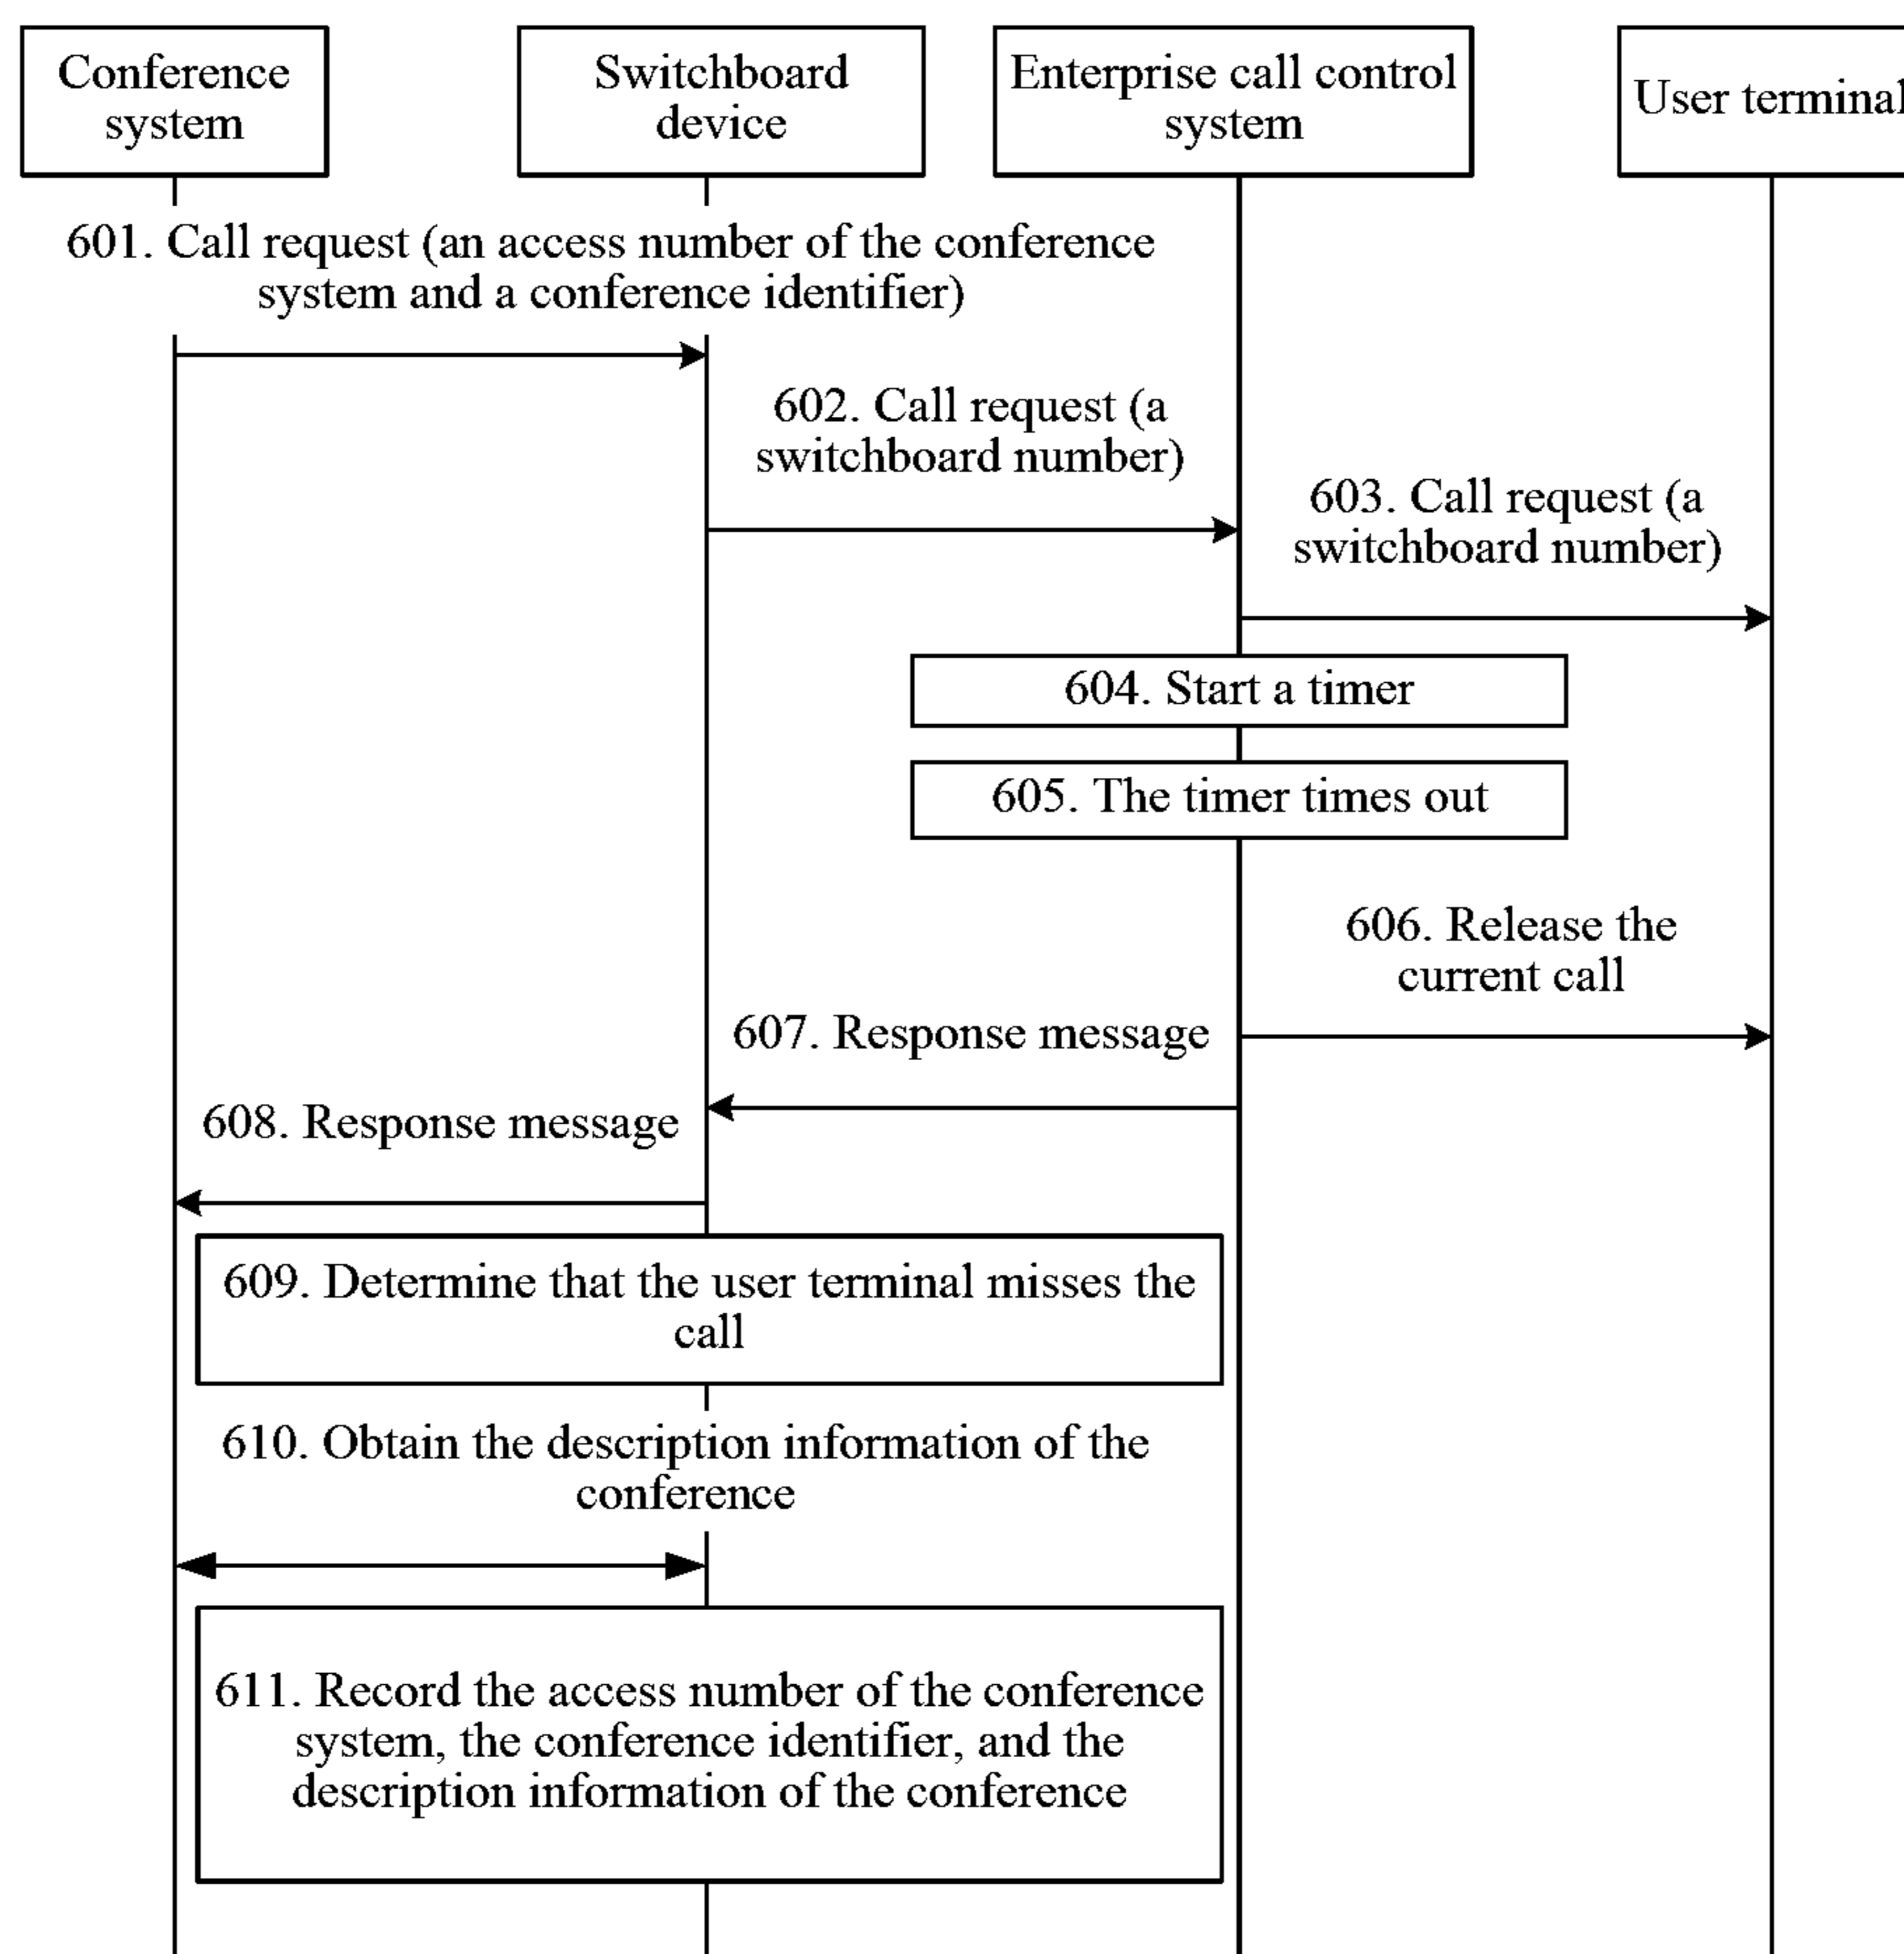 Conference
system
Switchboard
device
Enterprise call control
system
User terminal
601. Call request (an access number of the conference
system and a conference identifier)
602. Call request (a
switchboard number)
603. Call request (a
switchboard number)
604. Start a timer
605. The timer times out
606. Release the
current call
607. Response message
608. Response message
609. Determine that the user terminal misses the
call
610. Obtain the description information of the
conference
611. Record the access number of the conference
system, the conference identifier, and the
description information of the conference